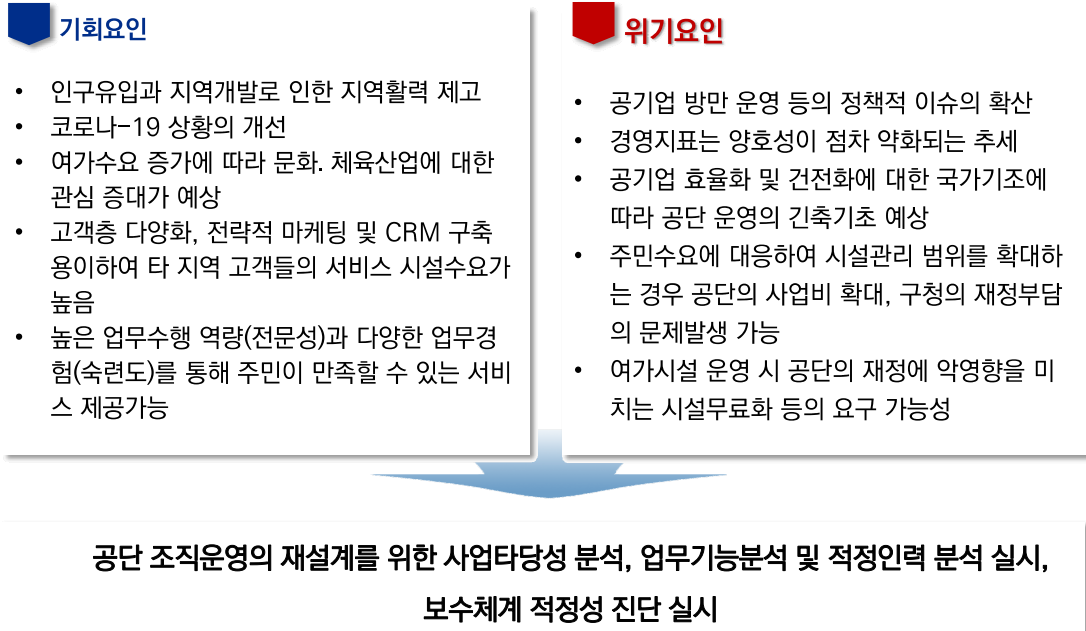 기회요인
• 인구유입과 지역개발로 인한 지역활력 제고
• 코로나-19 상황의 개선
• 여가수요 증가에 따라 문화. 체육산업에 대한
관심 증대가 예상
• 고객층 다양화, 전략적 마케팅 및 CRM 구축
용이하여 타 지역 고객들의 서비스 시설수요가
높음
• 높은 업무수행 역량(전문성)과 다양한 업무경
험(숙련도)를 통해 주민이 만족할 수 있는 서비
스 제공가능
위기요인
• 공기업 방만 운영 등의 정책적 이슈의 확산
• 경영지표는 양호성이 점차 약화되는 추세
• 공기업 효율화 및 건전화에 대한 국가기조에
따라 공단 운영의 긴축기초 예상
• 주민수요에 대응하여 시설관리 범위를 확대하
는 경우 공단의 사업비 확대, 구청의 재정부담
의 문제발생 가능
• 여가시설 운영 시 공단의 재정에 악영향을 미
치는 시설무료화 등의 요구 가능성
공단 조직운영의 재설계를 위한 사업타당성 분석, 업무기능분석 및 적정인력 분석 실시,
보수체계 적정성 진단 실시